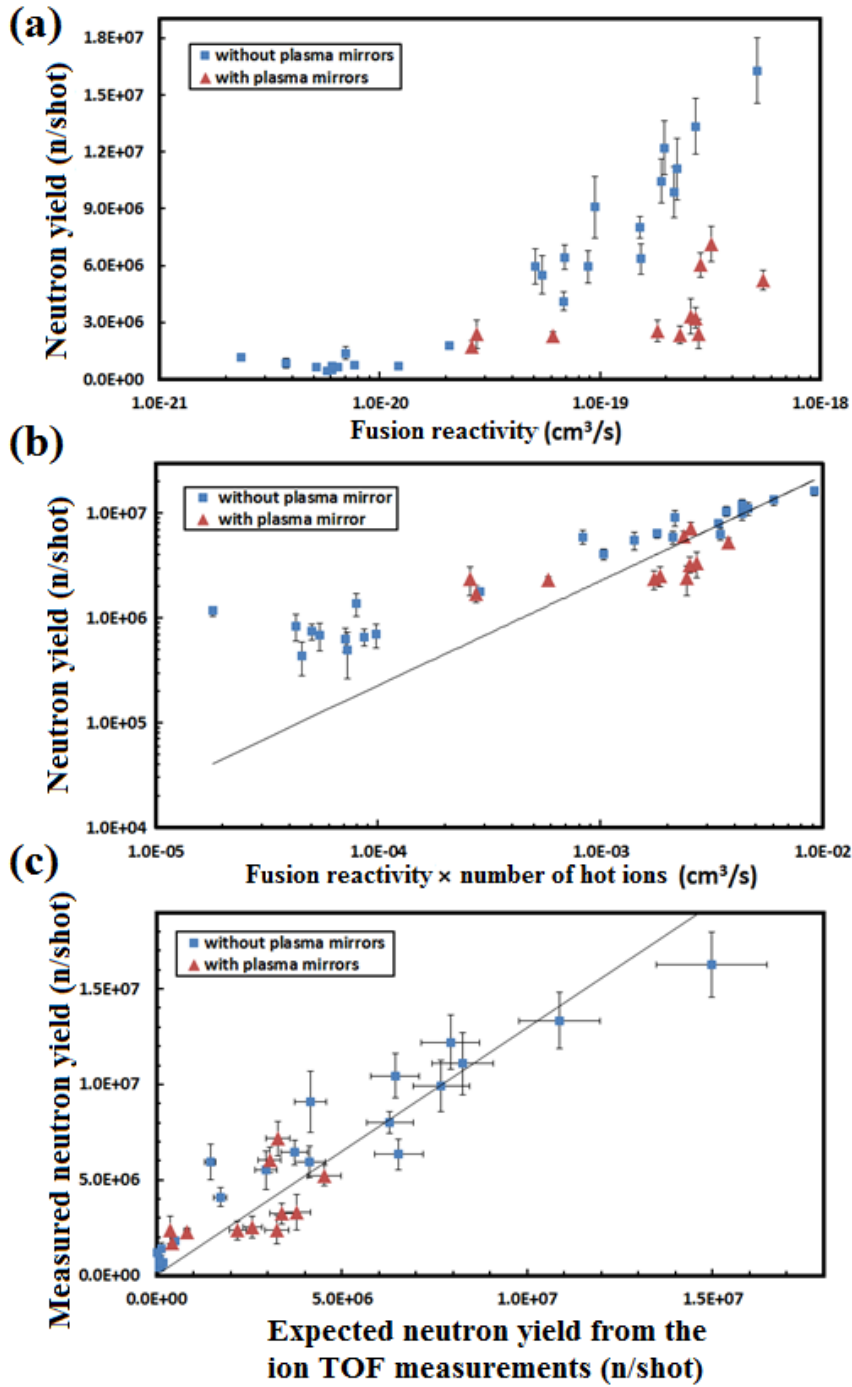 (a)
1.8E+07
1.5E+07
1.2E+07
9.0E+06
6.0E+06
3.0E+06
0.0E+00
Neutron yield (n/shot)
without plasma mirrors
with plasma mirrors
1.0E-21
1.0E-20
1.0E-19
1.0E-18
Fusion reactivity (cm³/s)
(b)
1.0E+07
1.0E+06
1.0E+05
1.0E+04
Neutron yield (n/shot)
without plasma mirror
with plasma mirror
1.0E-05
1.0E-04
1.0E-03
1.0E-02
Fusion reactivity × number of hot ions (cm³/s)
(c)
1.5E+07
1.0E+07
5.0E+06
0.0E+00
Measured neutron yield (n/shot)
without plasma mirrors
with plasma mirrors
0.0E+00
5.0E+06
1.0E+07
1.5E+07
Expected neutron yield from the
ion TOF measurements (n/shot)